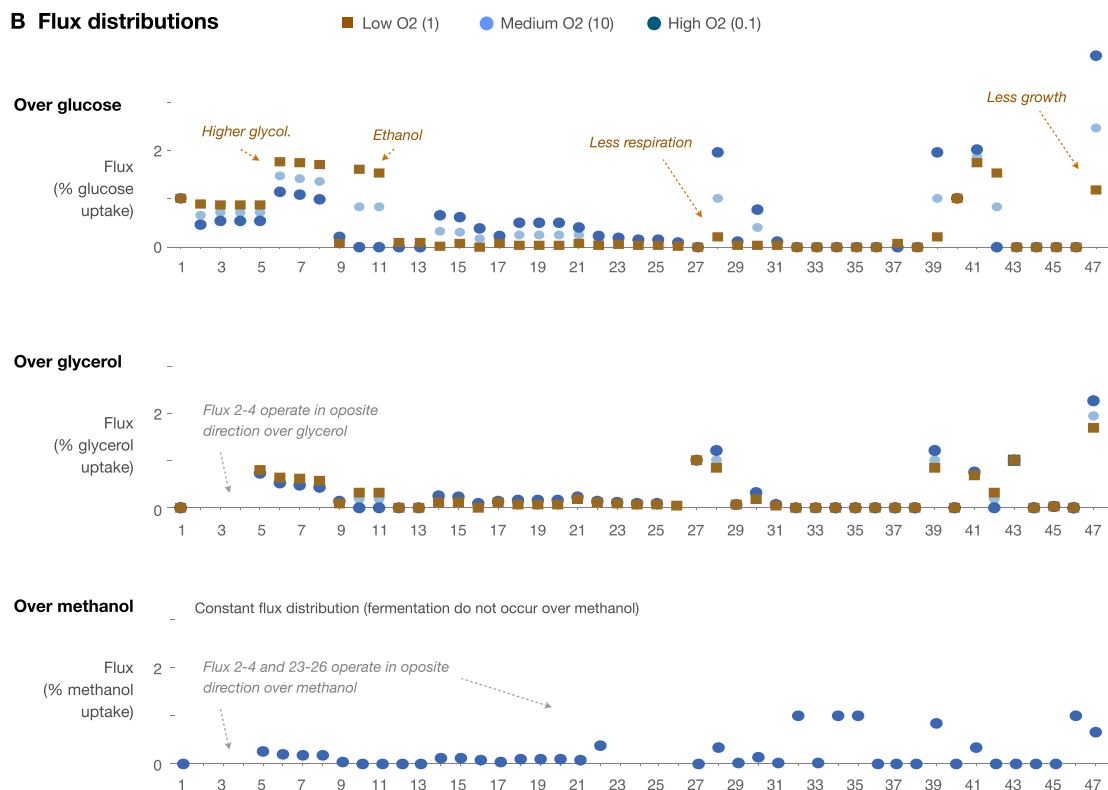 B Flux distributions
Low O2 (1) Medium O2 (10) High O2 (0.1)
Over glucose
Higher glycol.
Ethanol
Less respiration
Less growth
Flux
(% glucose
uptake)
2
0
1 3 5 7 9 11 13 15 17 19 21 23 25 27 29 31 33 35 37 39 41 43 45 47
Over glycerol
Flux 2-4 operate in oposite
direction over glycerol
Flux
(% glycerol
uptake)
2
0
1 3 5 7 9 11 13 15 17 19 21 23 25 27 29 31 33 35 37 39 41 43 45 47
Over methanol
Constant flux distribution (fermentation do not occur over methanol)
Flux 2-4 and 23-26 operate in oposite
direction over methanol
Flux
(% methanol
uptake)
2
0
1 3 5 7 9 11 13 15 17 19 21 23 25 27 29 31 33 35 37 39 41 43 45 47